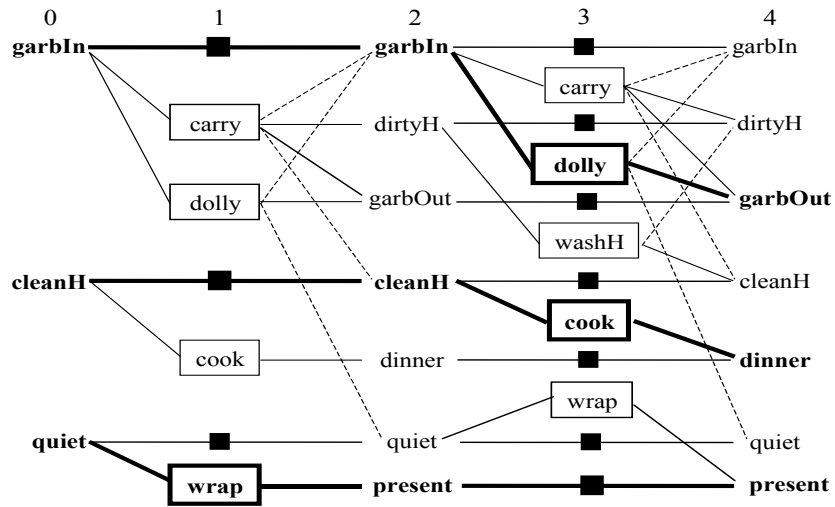 0 1 2 3 4
garbIn garbIn garbIn
carry
carry dirtyH dirtyH
dolly
dolly garbOut garbOut
washH
cleanH cleanH cleanH
cook
cook dinner dinner
wrap
quiet quiet quiet
wrap present present